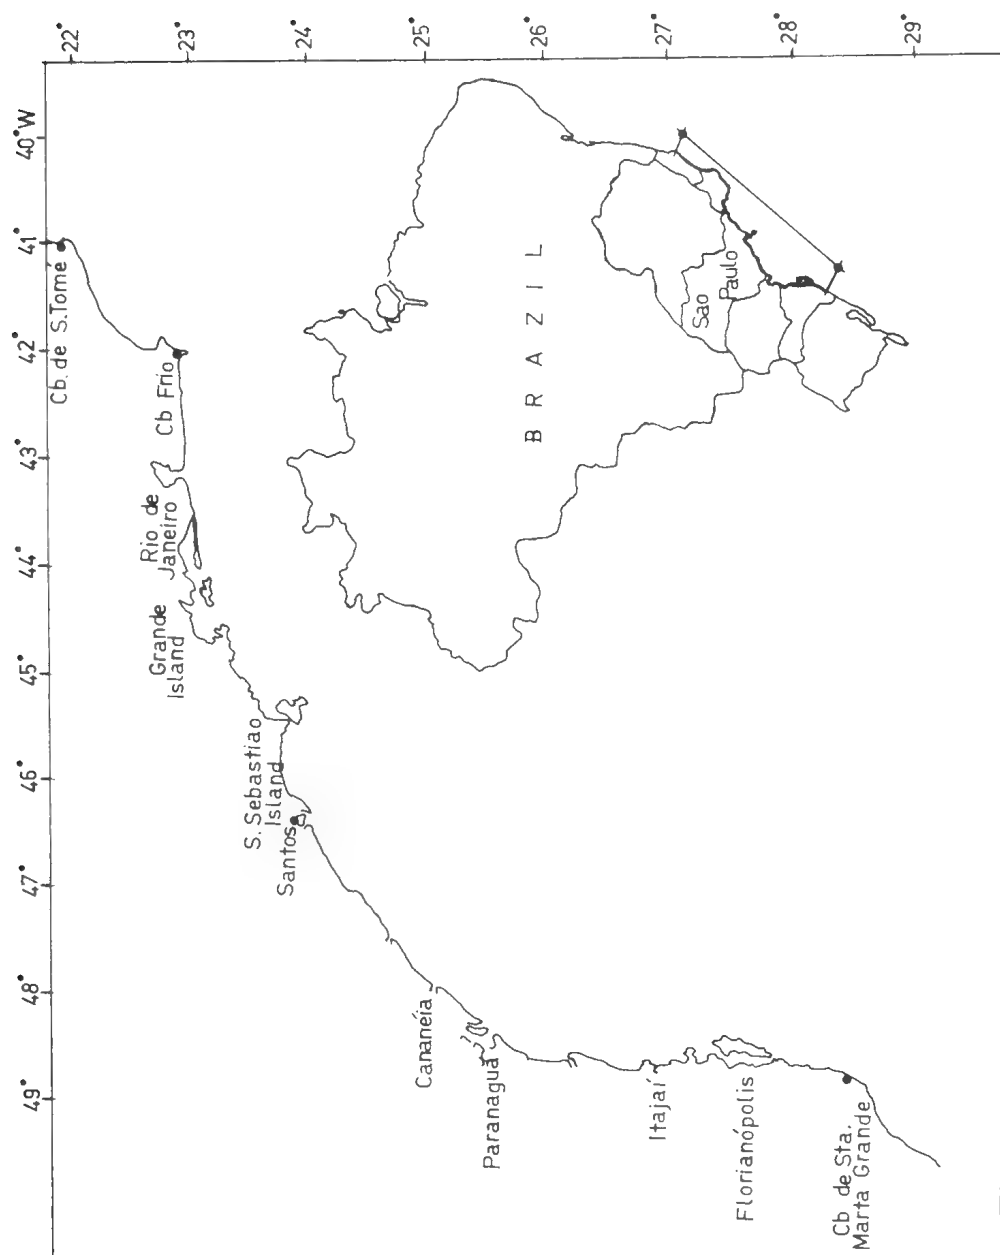 49°
48°
47°
46°
45°
44°
43°
42°
41°
40°W
22°
23°
24°
25°
26°
27°
28°
29°
Cb. de S.Tomé
Cb Frio
Rio de
Janeiro
Grande
Island
S. Sebastiao
Island
Santos
Cananéia
Paranaguá
Itajaí
Florianópolis
Cb de Sta.
Marta Grande
BRAZIL
Sao
Paulo